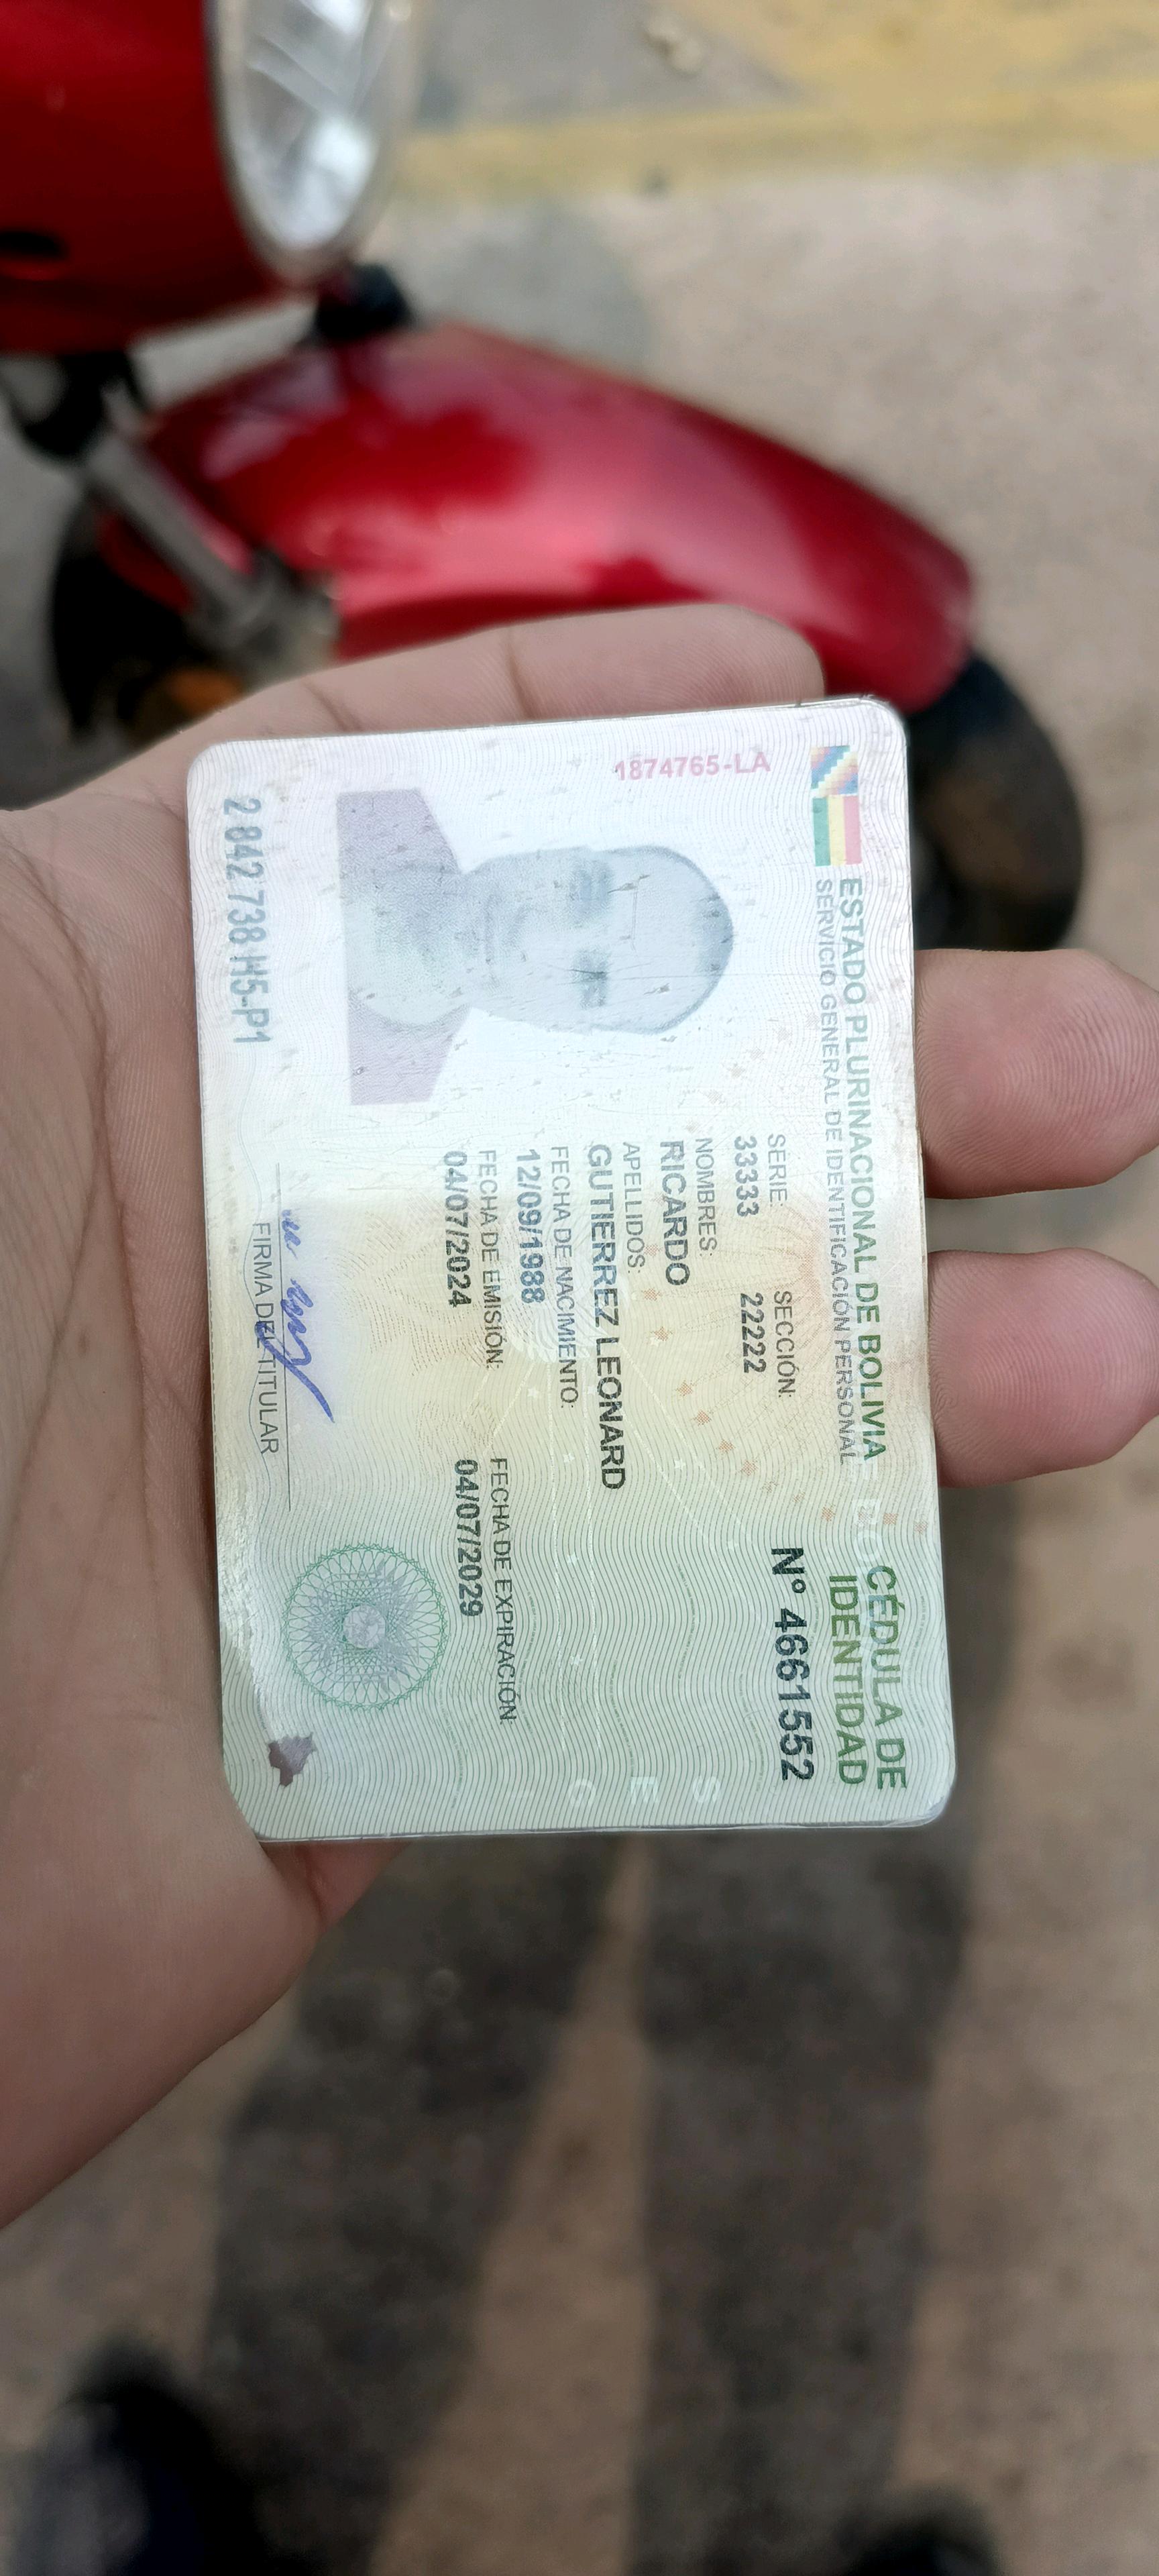 ESTADO PLURINACIONAL DE BOLIVIA
SERVICIO GENERAL DE IDENTIFICACIÓN PERSONAL
CÉDULA DE
IDENTIDAD
1874765-LA
Nº 4661552
SERIE: SECCIÓN:
33333 22222
NOMBRES:
RICARDO
APELLIDOS:
GUTIERREZ LEONARD
FECHA DE NACIMIENTO:
12/09/1988
FECHA DE EMISIÓN: FECHA DE EXPIRACIÓN:
04/07/2024 04/07/2029
FIRMA DEL TITULAR
2 842 738 H5-P1